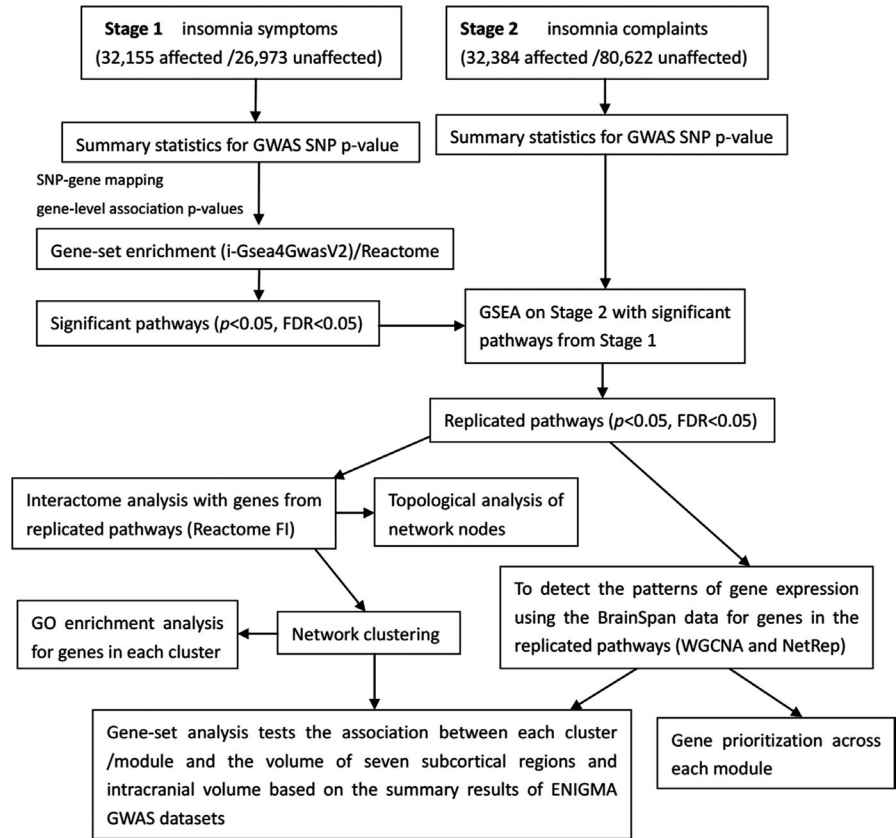 Stage 1 insomnia symptoms
(32,155 affected /26,973 unaffected)
Stage 2 insomnia complaints
(32,384 affected /80,622 unaffected)
Summary statistics for GWAS SNP p-value
Summary statistics for GWAS SNP p-value
SNP-gene mapping
gene-level association p-values
Gene-set enrichment (i-Gsea4GwasV2)/Reactome
Significant pathways (p<0.05, FDR<0.05)
GSEA on Stage 2 with significant
pathways from Stage 1
Replicated pathways (p<0.05, FDR<0.05)
Interactome analysis with genes from
replicated pathways (Reactome FI)
Topological analysis of
network nodes
To detect the patterns of gene expression
using the BrainSpan data for genes in the
replicated pathways (WGCNA and NetRep)
GO enrichment analysis
for genes in each cluster
Network clustering
Gene-set analysis tests the association between each cluster
/module and the volume of seven subcortical regions and
intracranial volume based on the summary results of ENIGMA
GWAS datasets
Gene prioritization across
each module